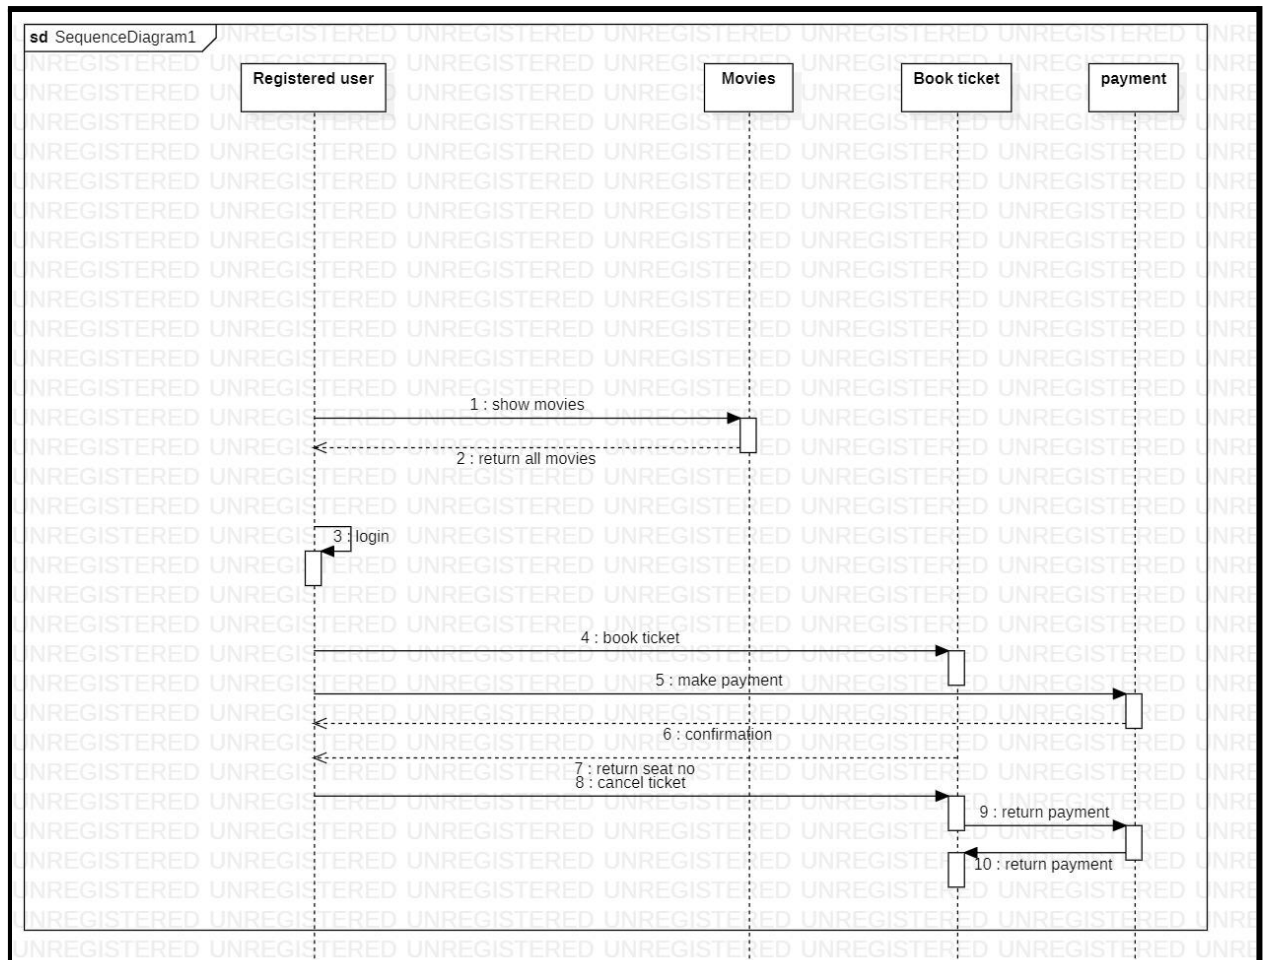 sd SequenceDiagram1
Registered user
Movies
Book ticket
payment
1 : show movies
2 : return all movies
3 : login
4 : book ticket
5 : make payment
6 : confirmation
7 : return seat no
8 : cancel ticket
9 : return payment
10 : return payment
UNREGISTERED